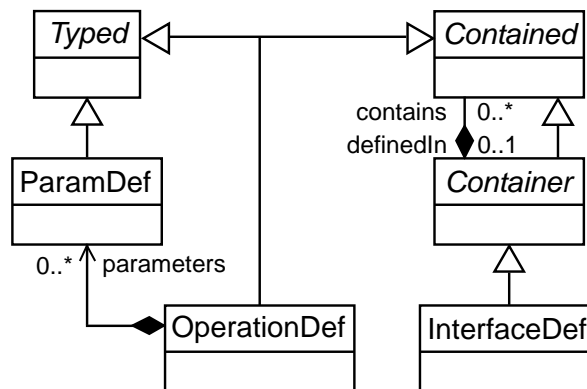 Typed
Contained
contains 0..*
definedIn 0..1
ParamDef
Container
0..* parameters
OperationDef
InterfaceDef